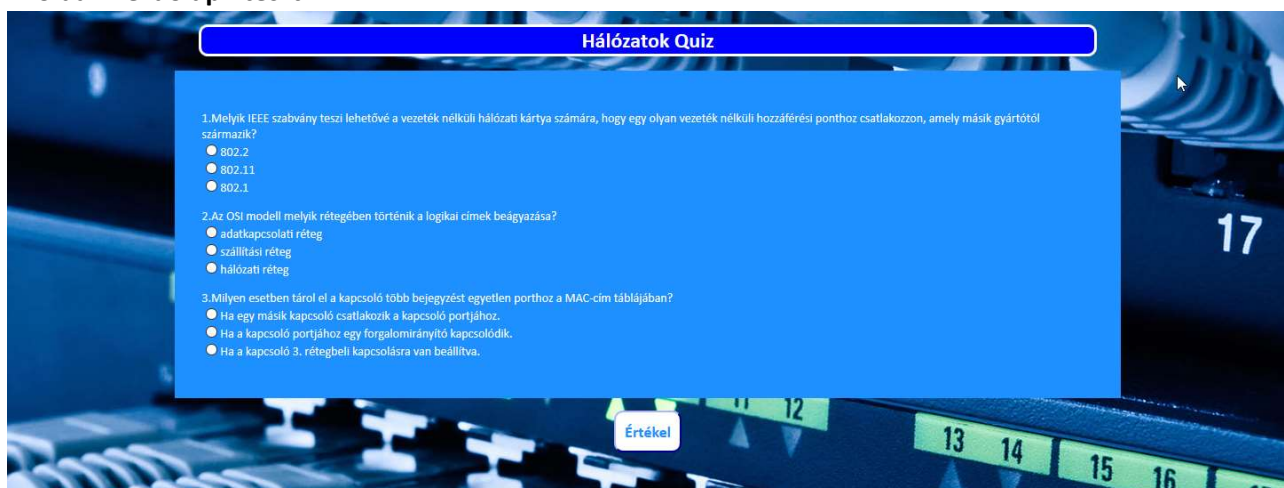 Hálózatok Quiz
1.Melyik IEEE szabvány teszi lehetővé a vezeték nélküli hálózati kártya számára, hogy egy olyan vezeték nélküli hozzáférési ponthoz csatlakozzon, amely másik gyártótól
származik?
802.2
802.11
802.1
2.Az OSI modell melyik rétegében történik a logikai címek beágyazása?
adatkapcsolati réteg
szállítási réteg
hálózati réteg
3.Milyen esetben tárol el a kapcsoló több bejegyzést egyetlen porthoz a MAC-cím táblájában?
Ha egy másik kapcsoló csatlakozik a kapcsoló portjához.
Ha a kapcsoló portjához egy forgalomirányító kapcsolódik.
Ha a kapcsoló 3. rétegbeli kapcsolásra van beállítva.
Értékel
17
11
12
13
14
15
16